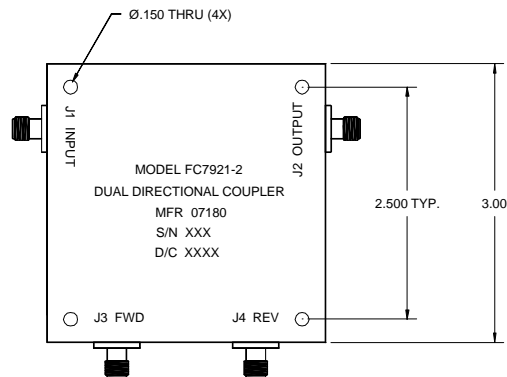 Ø.150 THRU (4X)
J1 INPUT
J2 OUTPUT
MODEL FC7921-2
DUAL DIRECTIONAL COUPLER
MFR 07180
S/N XXX
D/C XXXX
2.500 TYP.
3.00
J3 FWD
J4 REV